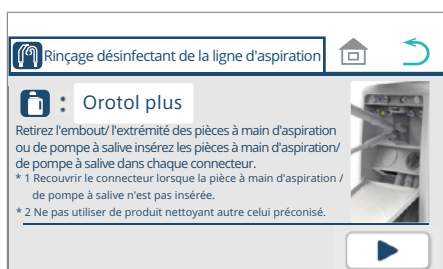 Rinçage désinfectant de la ligne d'aspiration
: Orotol plus
Retirez l'embout/ l'extrémité des pièces à main d'aspiration
ou de pompe à salive insérez les pièces à main d'aspiration/
de pompe à salive dans chaque connecteur.
* 1 Recouvrir le connecteur lorsque la pièce à main d'aspiration /
de pompe à salive n'est pas insérée.
* 2 Ne pas utiliser de produit nettoyant autre celui préconisé.